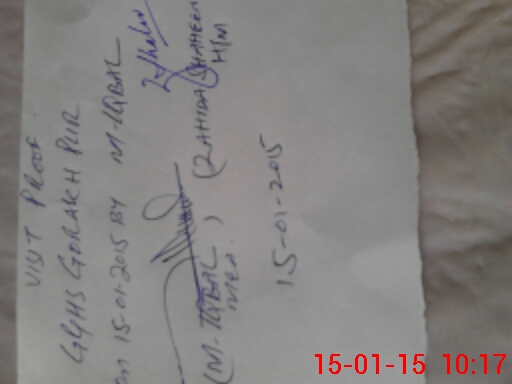 VISIT PROOF.
GGHS GORAKH PUR
on 15-01-2015 BY M-IQBAL
(M-IQBAL) (ZAHIDA SHAHEEN
MEA. H/M
15-01-2015
15-01-15 10:17